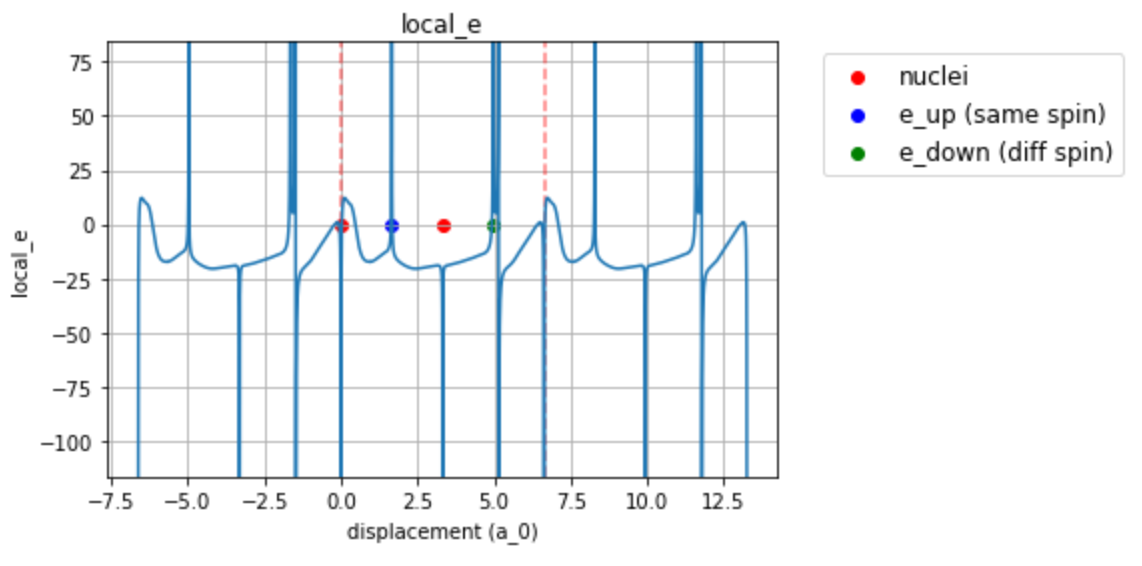 local_e
75
50
25
0
−25
−50
−75
−100
local_e
−7.5 −5.0 −2.5 0.0 2.5 5.0 7.5 10.0 12.5
displacement (a_0)
nuclei
e_up (same spin)
e_down (diff spin)